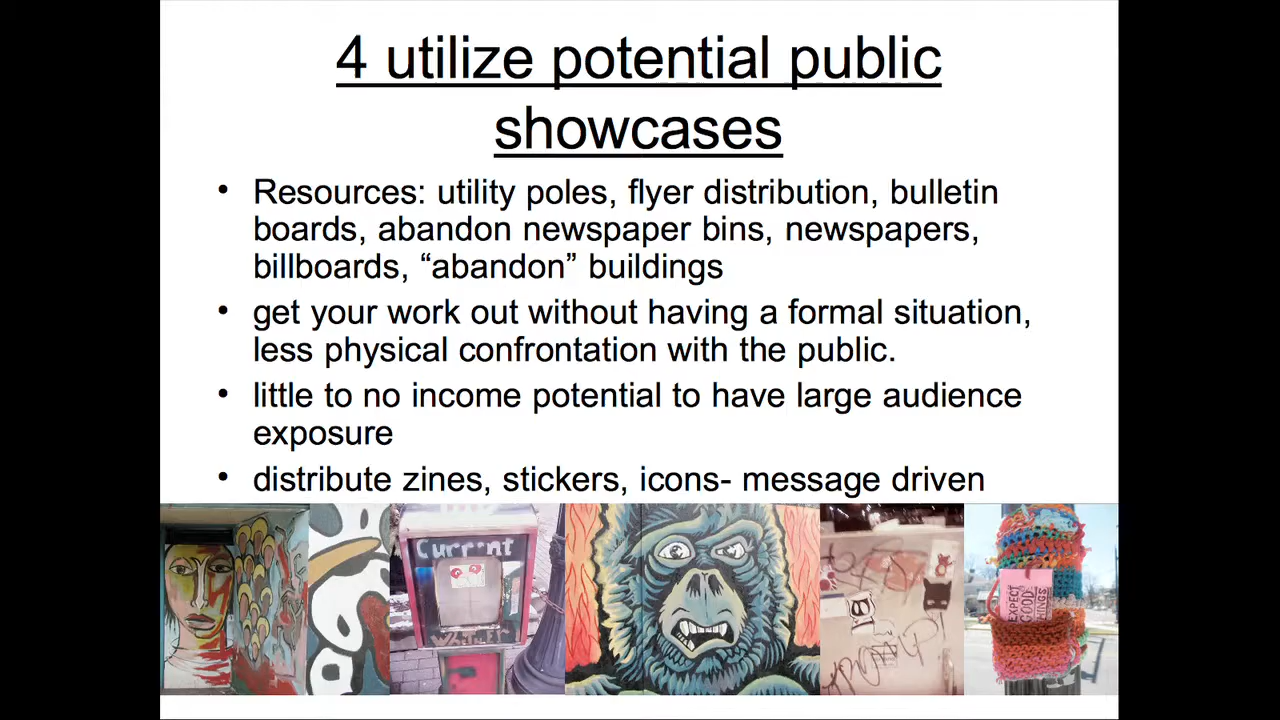 4 utilize potential public
showcases
• Resources: utility poles, flyer distribution, bulletin
boards, abandon newspaper bins, newspapers,
billboards, “abandon” buildings
• get your work out without having a formal situation,
less physical confrontation with the public.
• little to no income potential to have large audience
exposure
• distribute zines, stickers, icons- message driven
Current
EXPECT
GOOD
THINGS